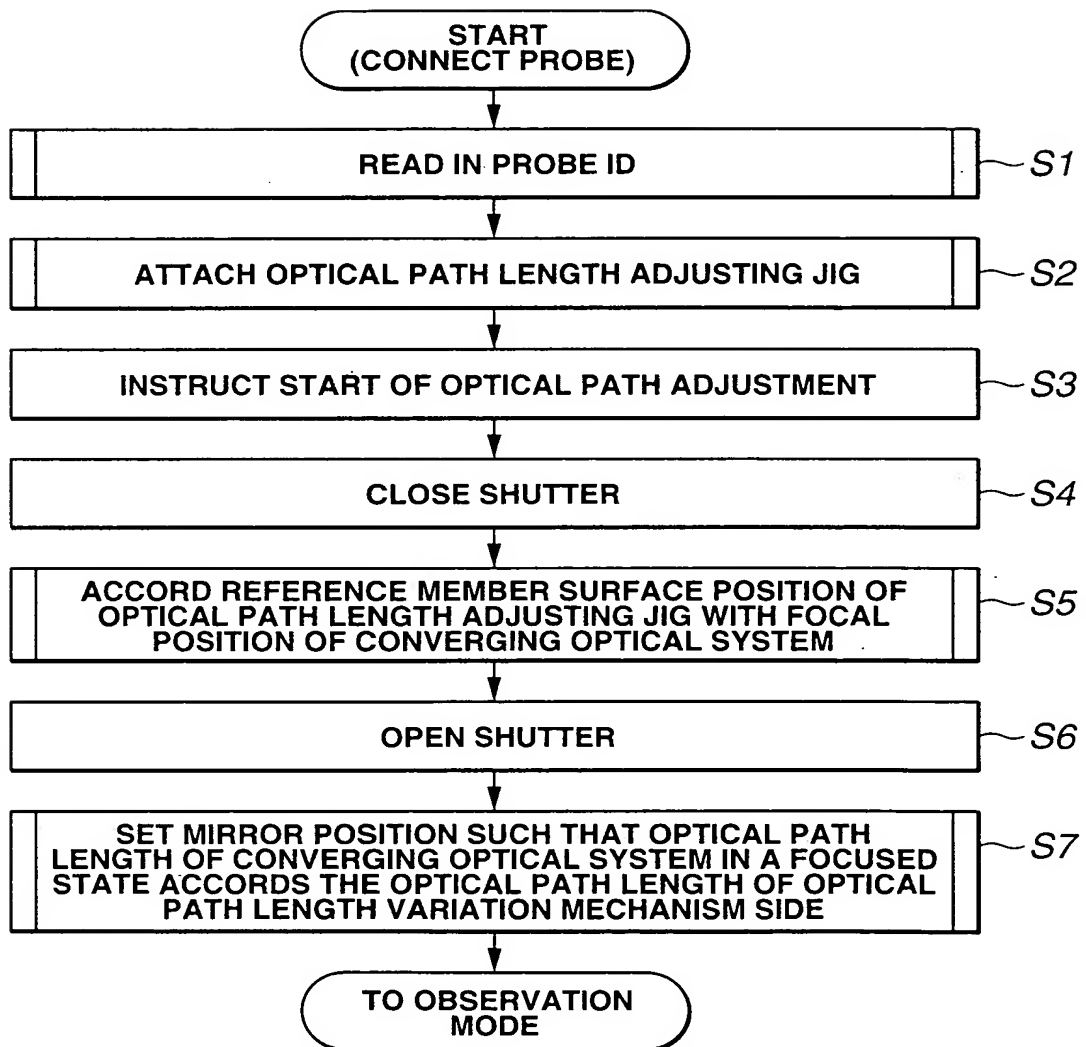 START
(CONNECT PROBE)
READ IN PROBE ID
S1
ATTACH OPTICAL PATH LENGTH ADJUSTING JIG
S2
INSTRUCT START OF OPTICAL PATH ADJUSTMENT
S3
CLOSE SHUTTER
S4
ACCORD REFERENCE MEMBER SURFACE POSITION OF
OPTICAL PATH LENGTH ADJUSTING JIG WITH FOCAL
POSITION OF CONVERGING OPTICAL SYSTEM
S5
OPEN SHUTTER
S6
SET MIRROR POSITION SUCH THAT OPTICAL PATH
LENGTH OF CONVERGING OPTICAL SYSTEM IN A FOCUSED
STATE ACCORDS THE OPTICAL PATH LENGTH OF OPTICAL
PATH LENGTH VARIATION MECHANISM SIDE
S7
TO OBSERVATION
MODE